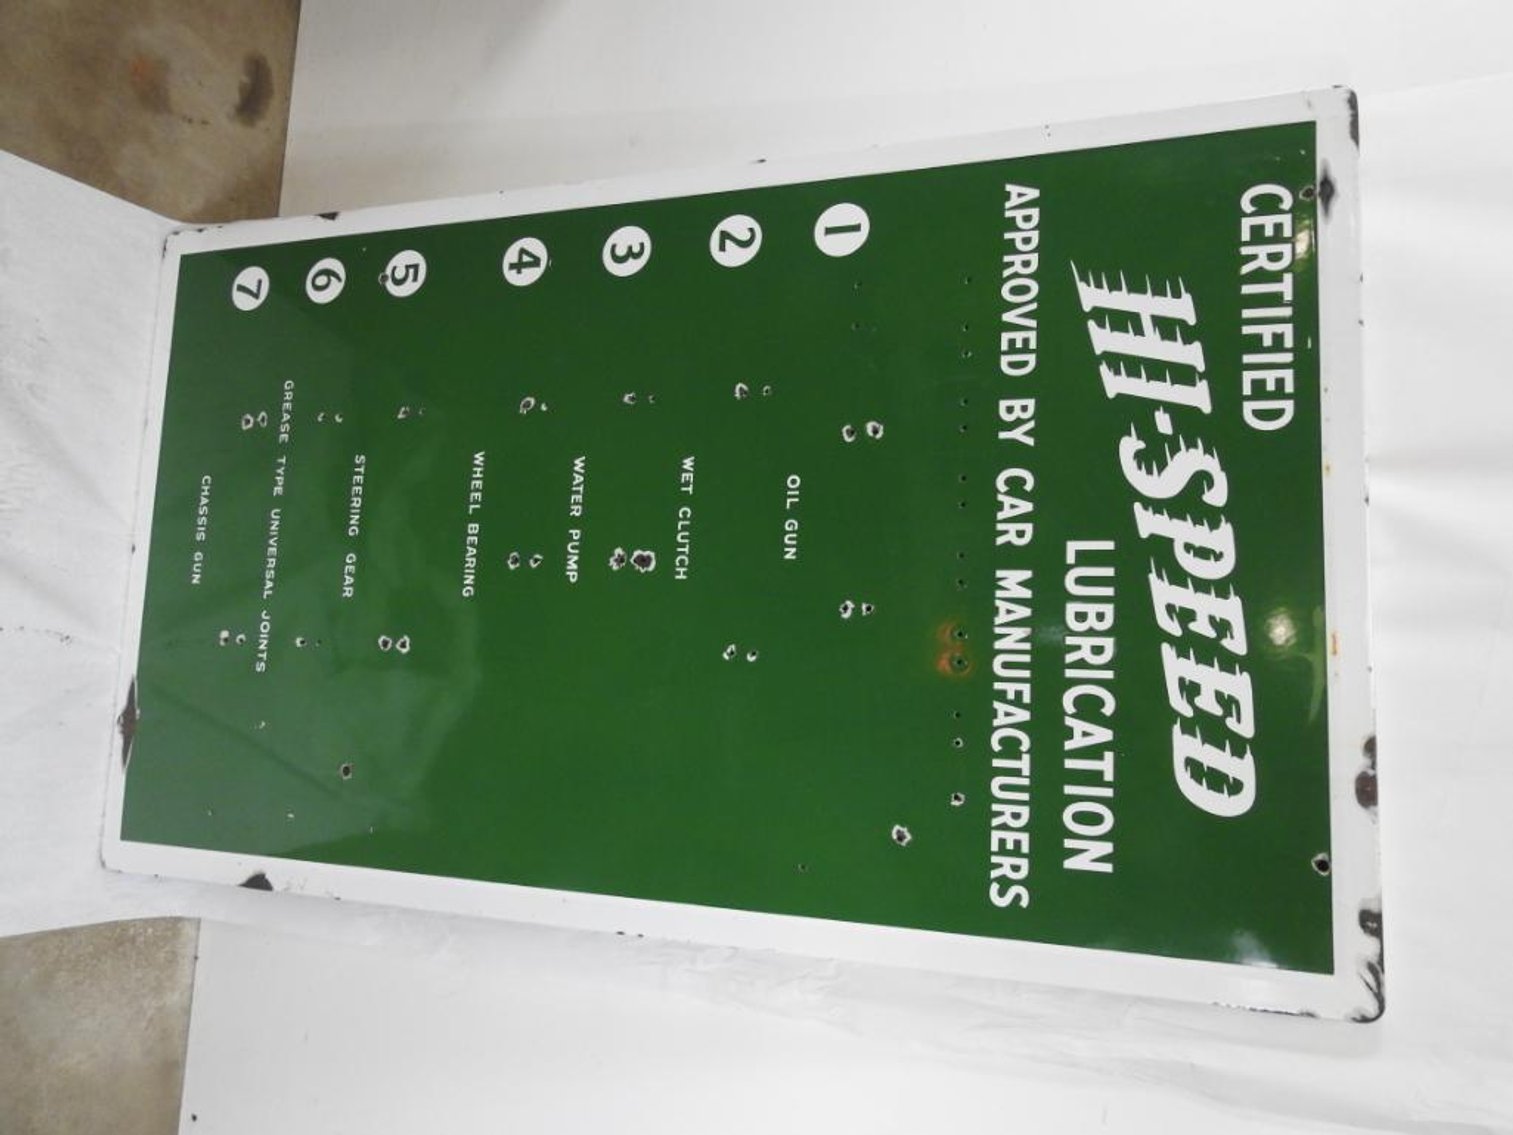 CERTIFIED
HI-SPEED
LUBRICATION
APPROVED BY CAR MANUFACTURERS
1
OIL GUN
2
WET CLUTCH
3
WATER PUMP
4
WHEEL BEARING
5
STEERING GEAR
6
GREASE TYPE UNIVERSAL JOINTS
7
CHASSIS GUN